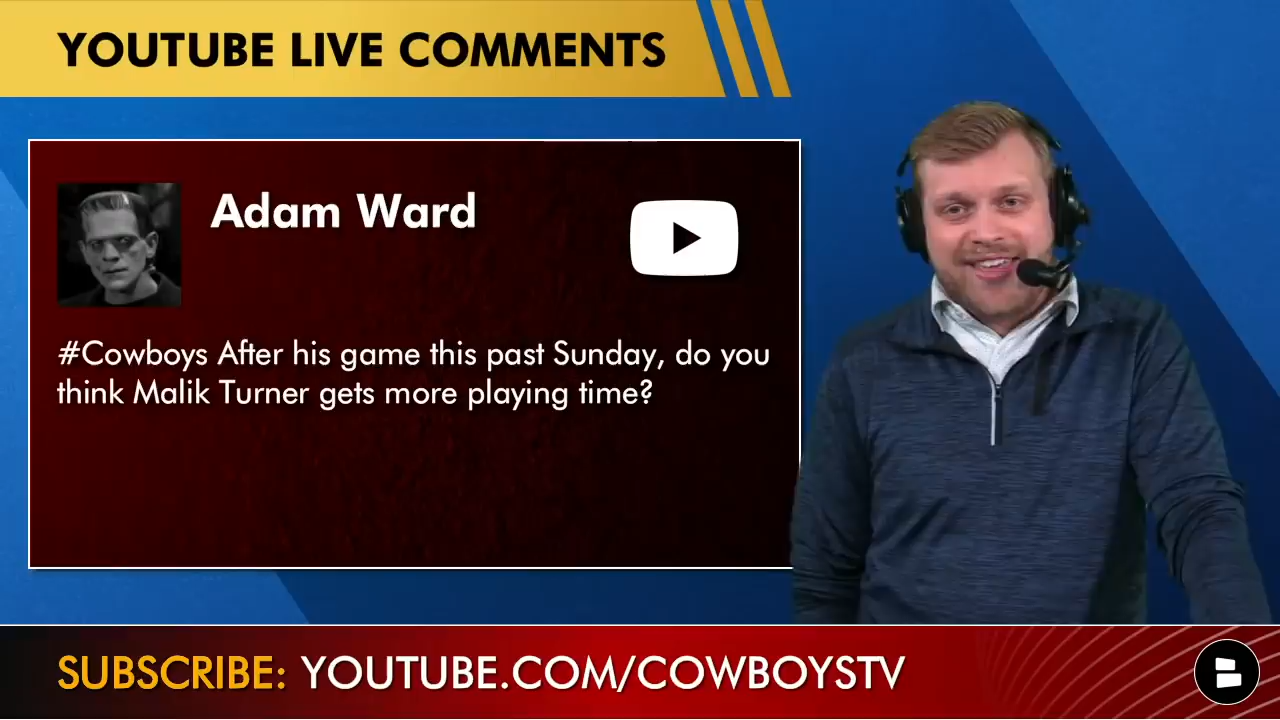 YOUTUBE LIVE COMMENTS
Adam Ward
#Cowboys After his game this past Sunday, do you
think Malik Turner gets more playing time?
SUBSCRIBE: YOUTUBE.COM/COWBOYSTV